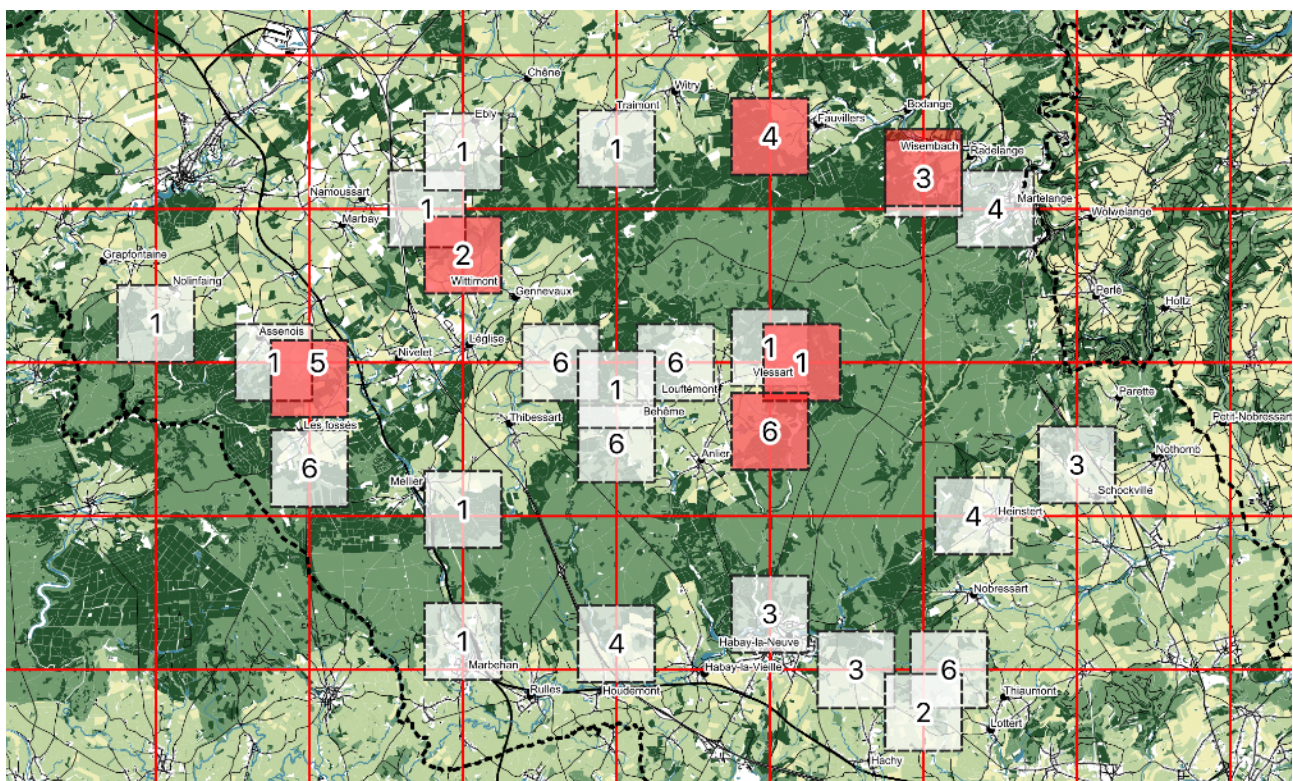 Chêne
Witry
Ebly
Traimont
Bodange
1
1
4
Fauvillers
Wisembach
Radelange
Namoussart
1
3
4
Martelange
Marbay
Wolwelange
2
Grapfontaine
Nolinfaing
Wittimont
Gennevaux
Perlé
Holtz
1
Assenois
Léglise
1
5
Nivelet
6
6
1
1
Vlessart
1
Louftémont
Parette
Thibessart
Behême
Petit-Nobressart
Les fossés
6
6
6
Anlier
3
Nothomb
Mellier
Schockville
1
4
Heinstert
Nobressart
3
1
4
Habay-la-Neuve
Marbehan
Habay-la-Vieille
3
6
Rulles
Houdemont
Thiaumont
2
Lottert
Hachy